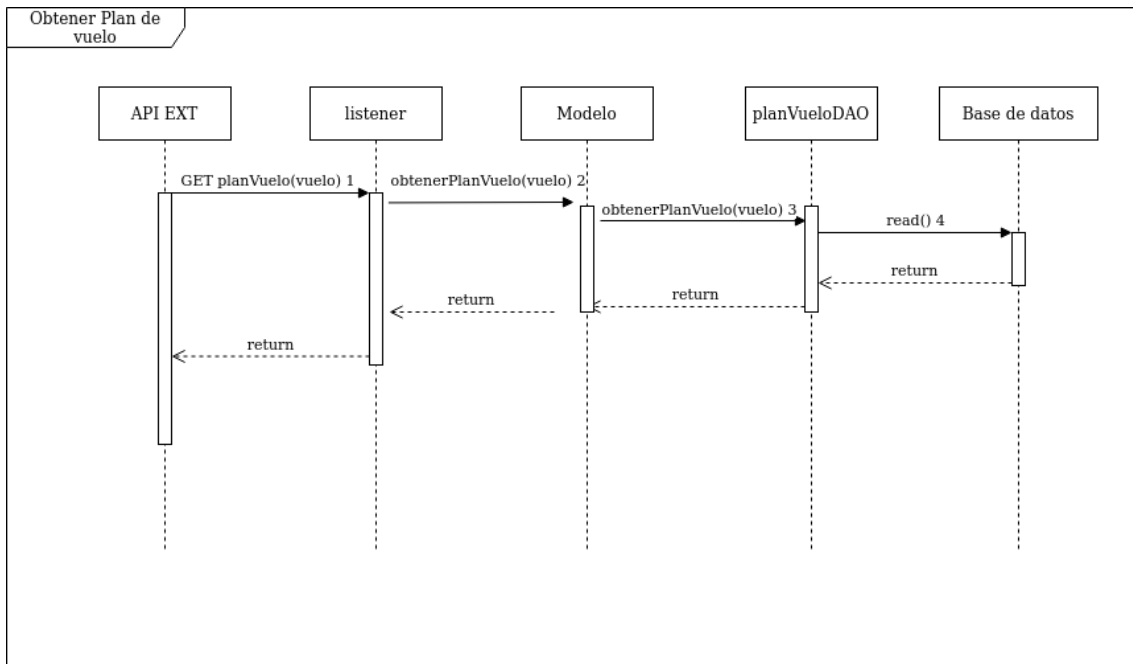 Obtener Plan de
vuelo
API EXT
listener
Modelo
planVueloDAO
Base de datos
GET planVuelo(vuelo) 1
obtenerPlanVuelo(vuelo) 2
obtenerPlanVuelo(vuelo) 3
read() 4
return
return
return
return